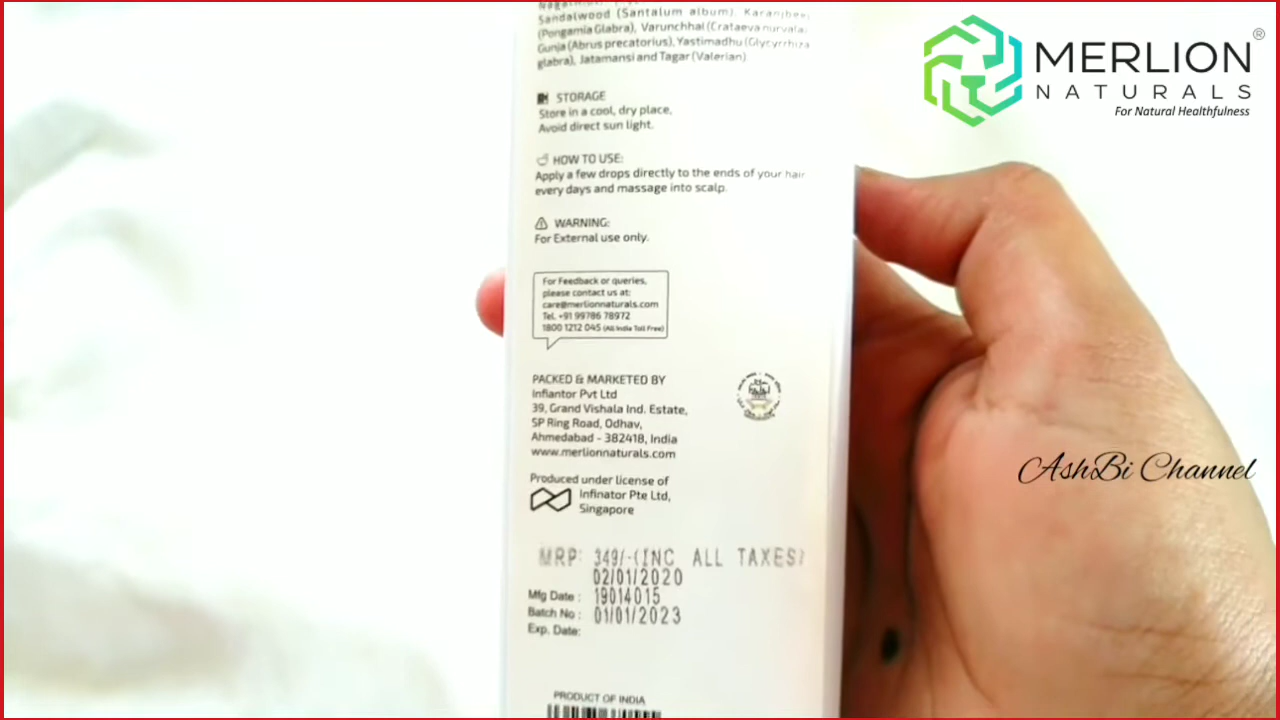 Sandalwood (Santalum album), Karanjbeej
(Pongamia Glabra), Varunchhal (Crataeva nurvala)
Gunja (Abrus precatorius), Yastimadhu (Glycyrrhiza
glabra), Jatamansi and Tagar (Valerian)
STORAGE
Store in a cool, dry place,
Avoid direct sun light.
HOW TO USE:
Apply a few drops directly to the ends of your hair
every days and massage into scalp.
WARNING:
For External use only.
For Feedback or queries,
please contact us at:
care@merlionnaturals.com
Tel. +91 99786 78972
1800 1212 045 (All India Toll Free)
PACKED & MARKETED BY
Infiantor Pvt Ltd
39, Grand Vishala Ind. Estate,
SP Ring Road, Odhav,
Ahmedabad - 382418, India
www.merlionnaturals.com
Produced under license of
Infinator Pte Ltd,
Singapore
MRP: 349/-(INC ALL TAXES)
02/01/2020
Mfg Date : 19014015
Batch No : 01/01/2023
Exp. Date:
PRODUCT OF INDIA
MERLION®
NATURALS
For Natural Healthfulness
AshBi Channel